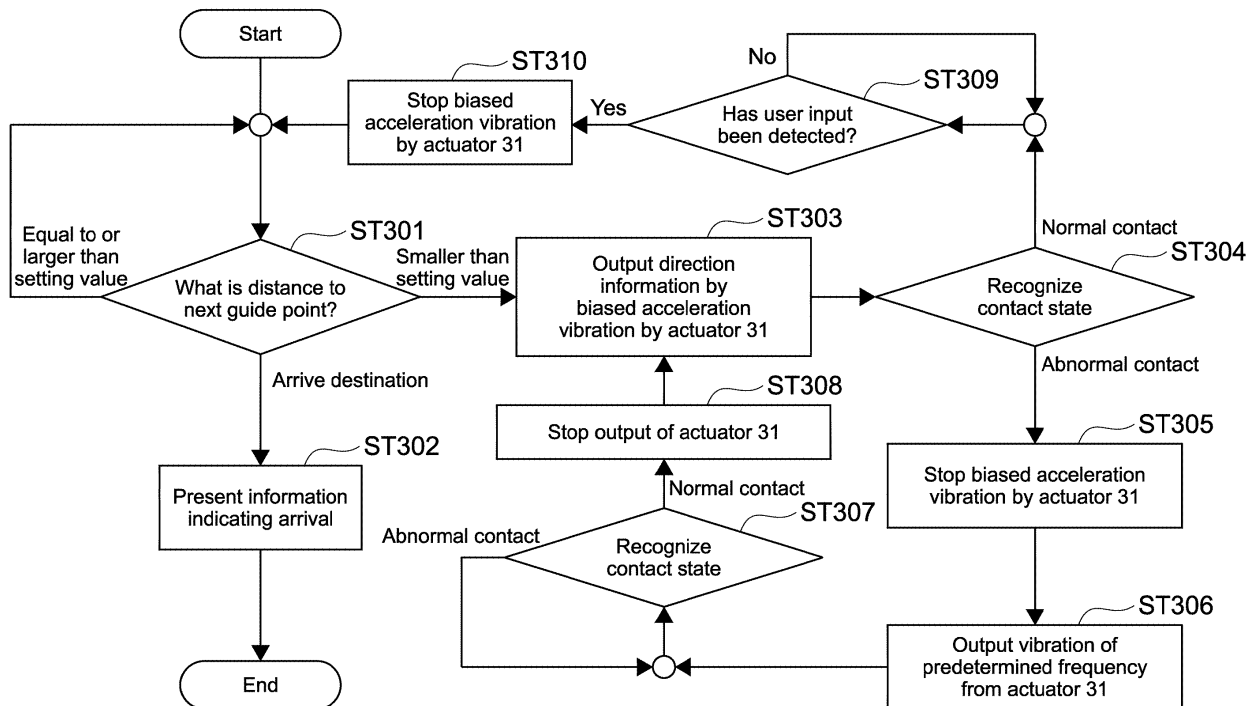 Start
ST310
Stop biased
acceleration vibration
by actuator 31
Yes
No
ST309
Has user input
been detected?
Equal to or
larger than
setting value
ST301
What is distance to
next guide point?
Smaller than
setting value
ST303
Output direction
information by
biased acceleration
vibration by actuator 31
Normal contact
ST304
Recognize
contact state
Abnormal contact
Arrive destination
ST302
Present information
indicating arrival
End
ST308
Stop output of actuator 31
Normal contact
ST307
Abnormal contact
Recognize
contact state
ST305
Stop biased acceleration
vibration by actuator 31
ST306
Output vibration of
predetermined frequency
from actuator 31